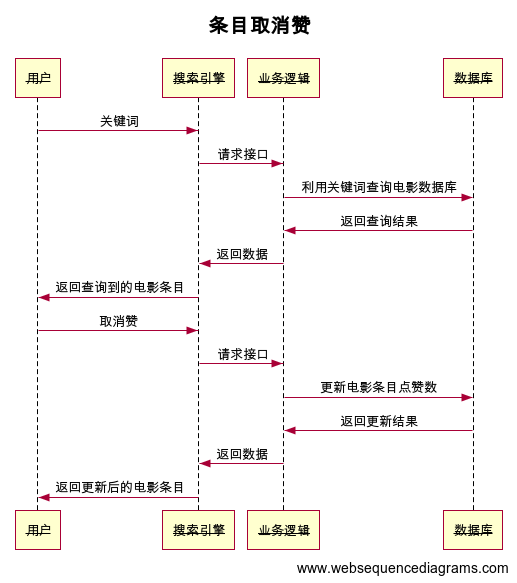 条目取消赞
用户 搜索引擎 业务逻辑 数据库
关键词
请求接口
利用关键词查询电影数据库
返回查询结果
返回数据
返回查询到的电影条目
取消赞
请求接口
更新电影条目点赞数
返回更新结果
返回数据
返回更新后的电影条目
用户 搜索引擎 业务逻辑 数据库
www.websequencediagrams.com